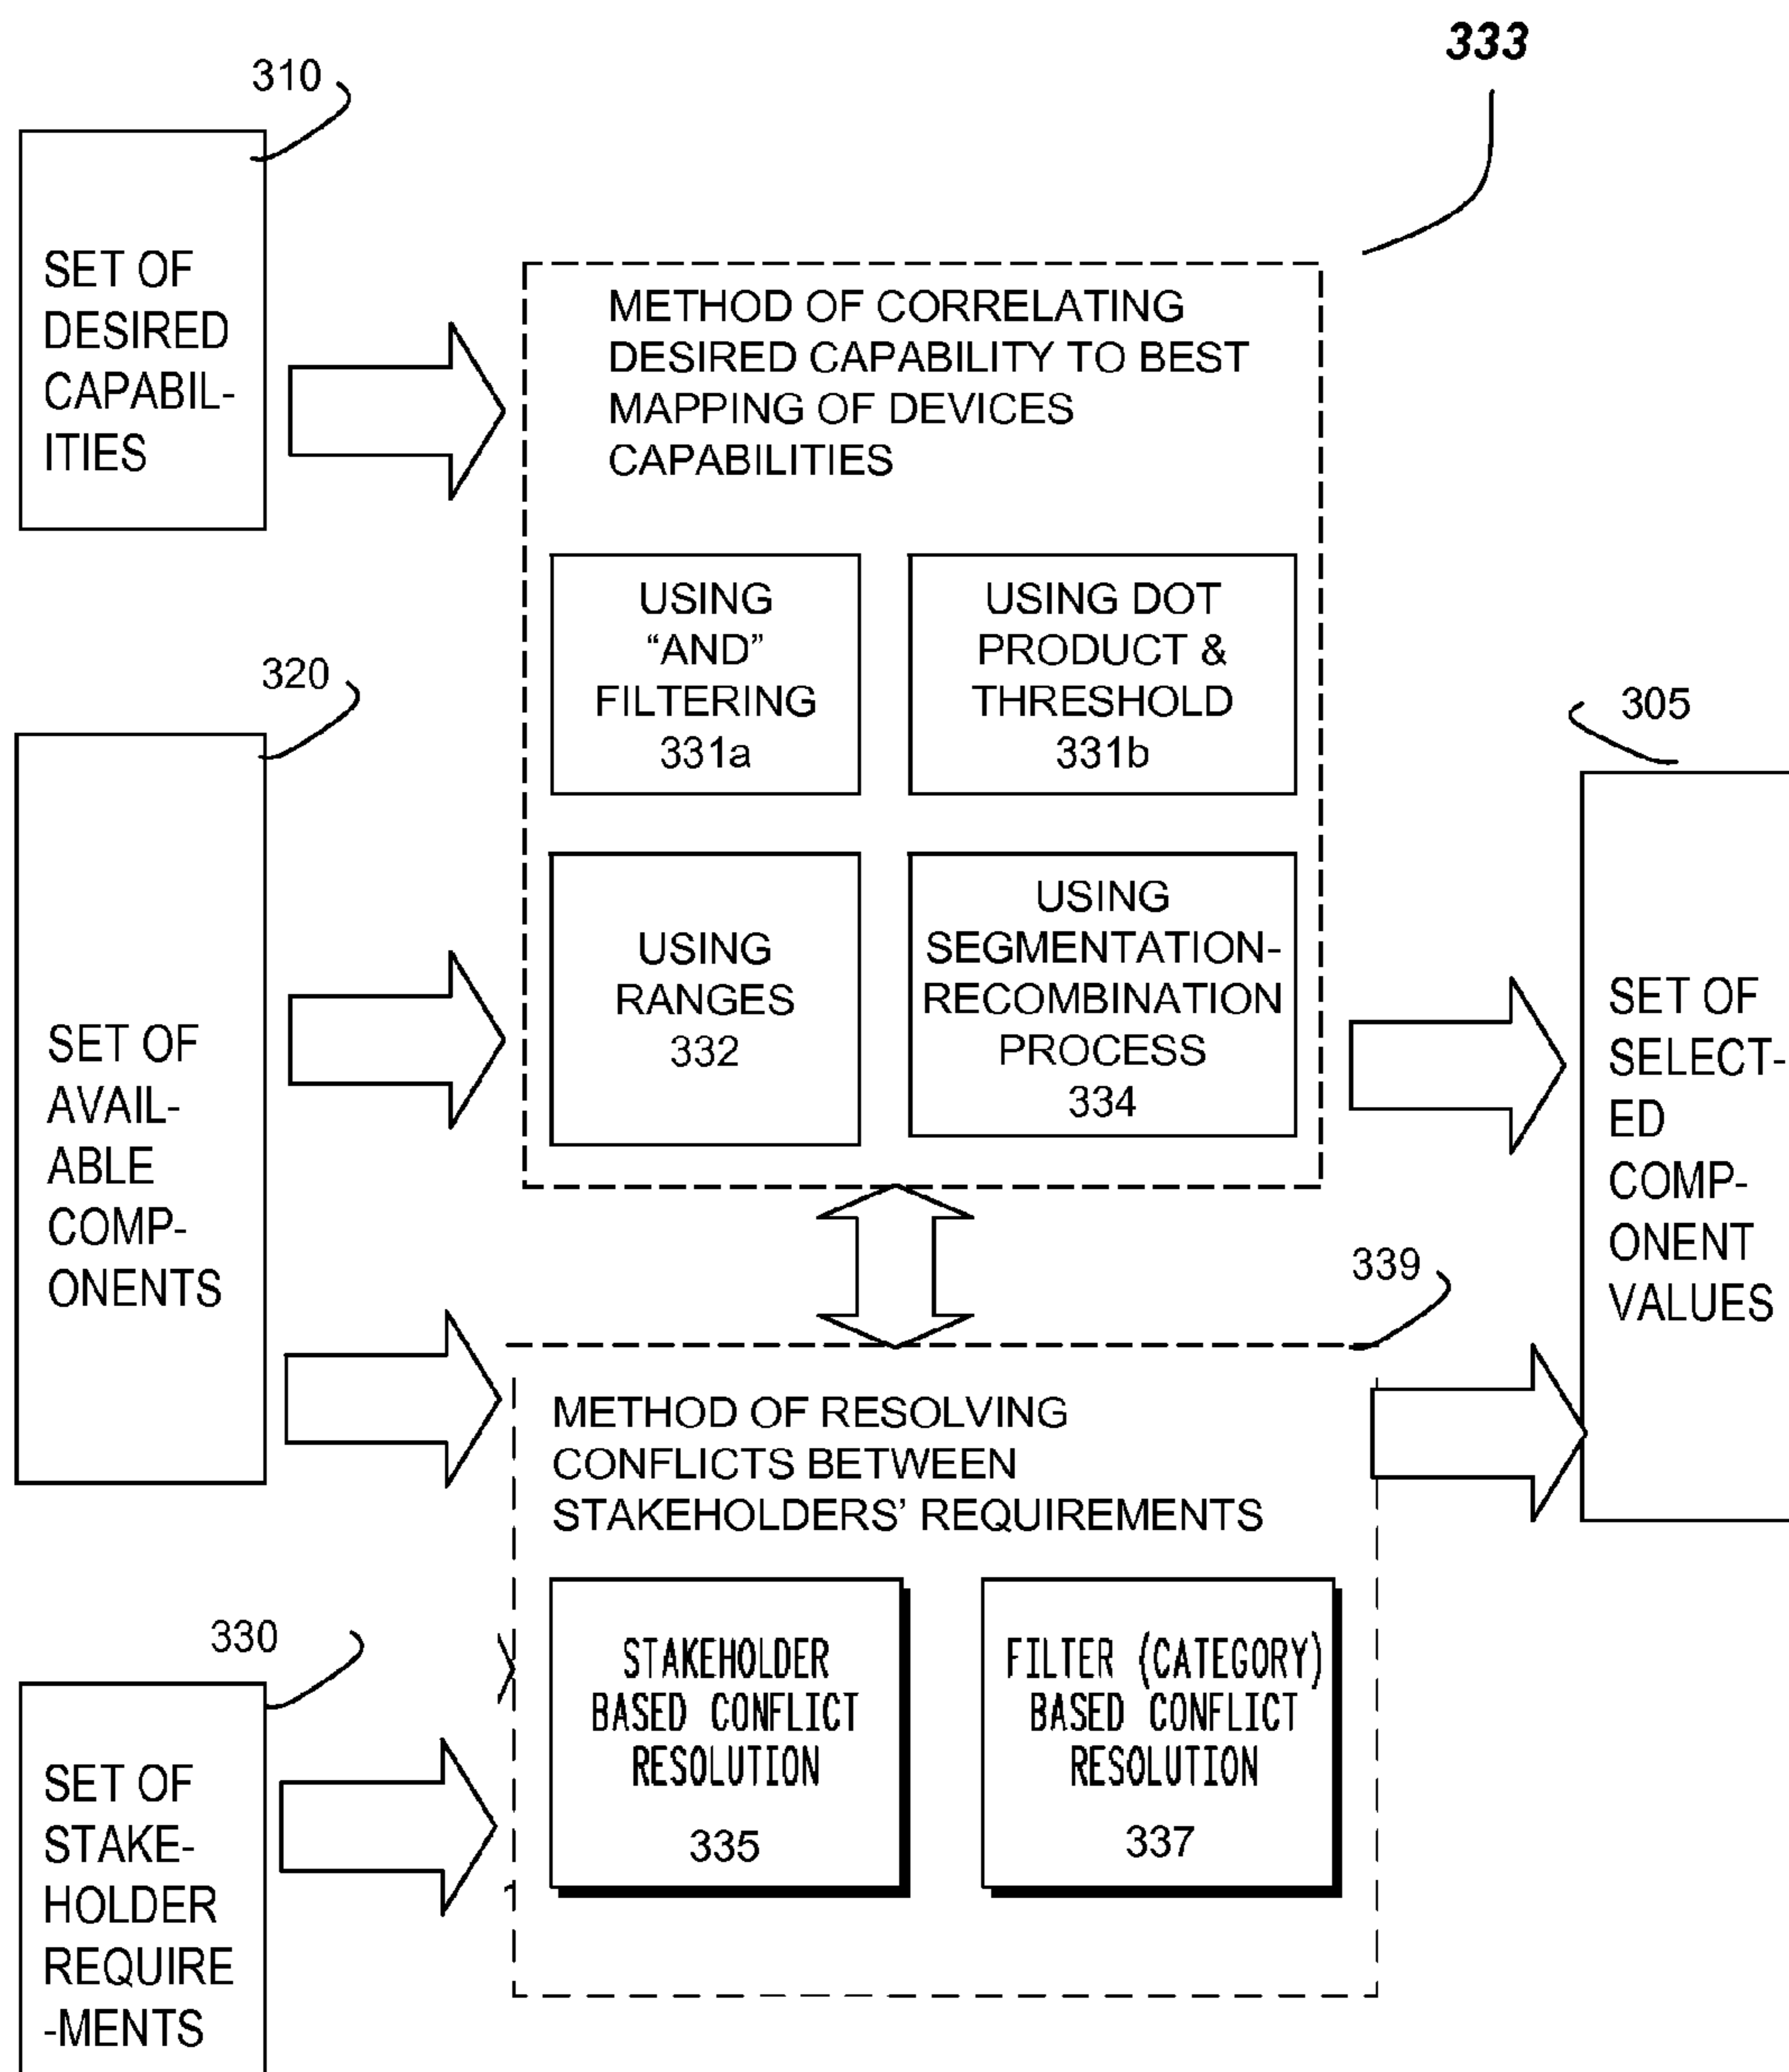 333
310
SET OF
DESIRED
CAPABIL-
ITIES
METHOD OF CORRELATING
DESIRED CAPABILITY TO BEST
MAPPING OF DEVICES
CAPABILITIES
USING
“AND”
FILTERING
331a
USING DOT
PRODUCT &
THRESHOLD
331b
320
SET OF
AVAIL-
ABLE
COMP-
ONENTS
USING
RANGES
332
USING
SEGMENTATION-
RECOMBINATION
PROCESS
334
305
SET OF
SELECT-
ED
COMP-
ONENT
VALUES
339
METHOD OF RESOLVING
CONFLICTS BETWEEN
STAKEHOLDERS’ REQUIREMENTS
330
SET OF
STAKE-
HOLDER
REQUIRE
-MENTS
STAKEHOLDER
BASED CONFLICT
RESOLUTION
335
FILTER (CATEGORY)
BASED CONFLICT
RESOLUTION
337